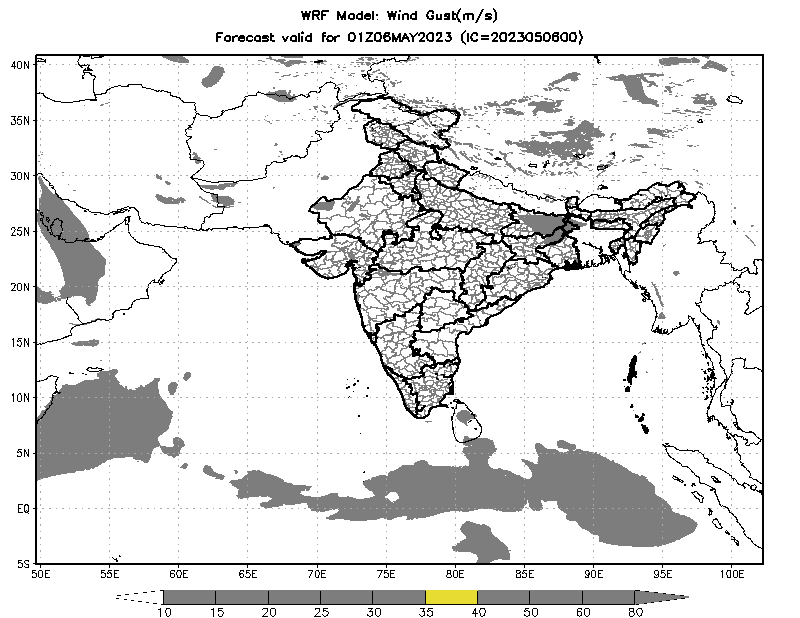 WRF Model: Wind Gust(m/s)
Forecast valid for 01Z06MAY2023 (IC=2023050600)
40N
35N
30N
25N
20N
15N
10N
5N
EQ
5S
50E 55E 60E 65E 70E 75E 80E 85E 90E 95E 100E
10 15 20 25 30 35 40 50 60 80